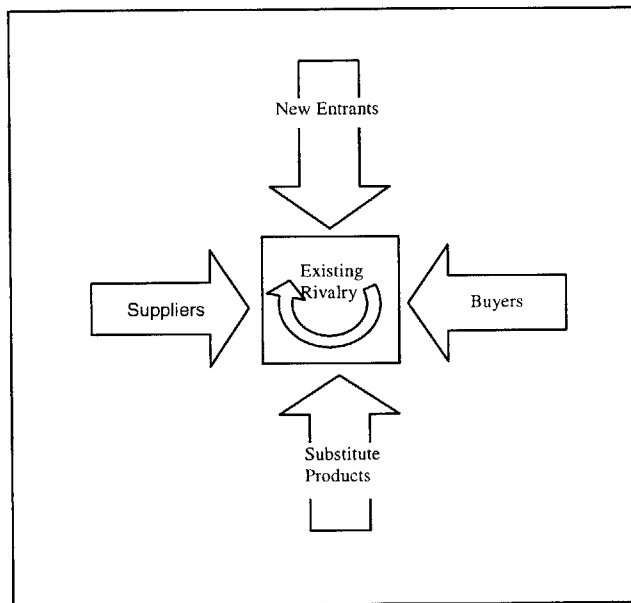 New Entrants
Existing
Rivalry
Suppliers
Buyers
Substitute
Products